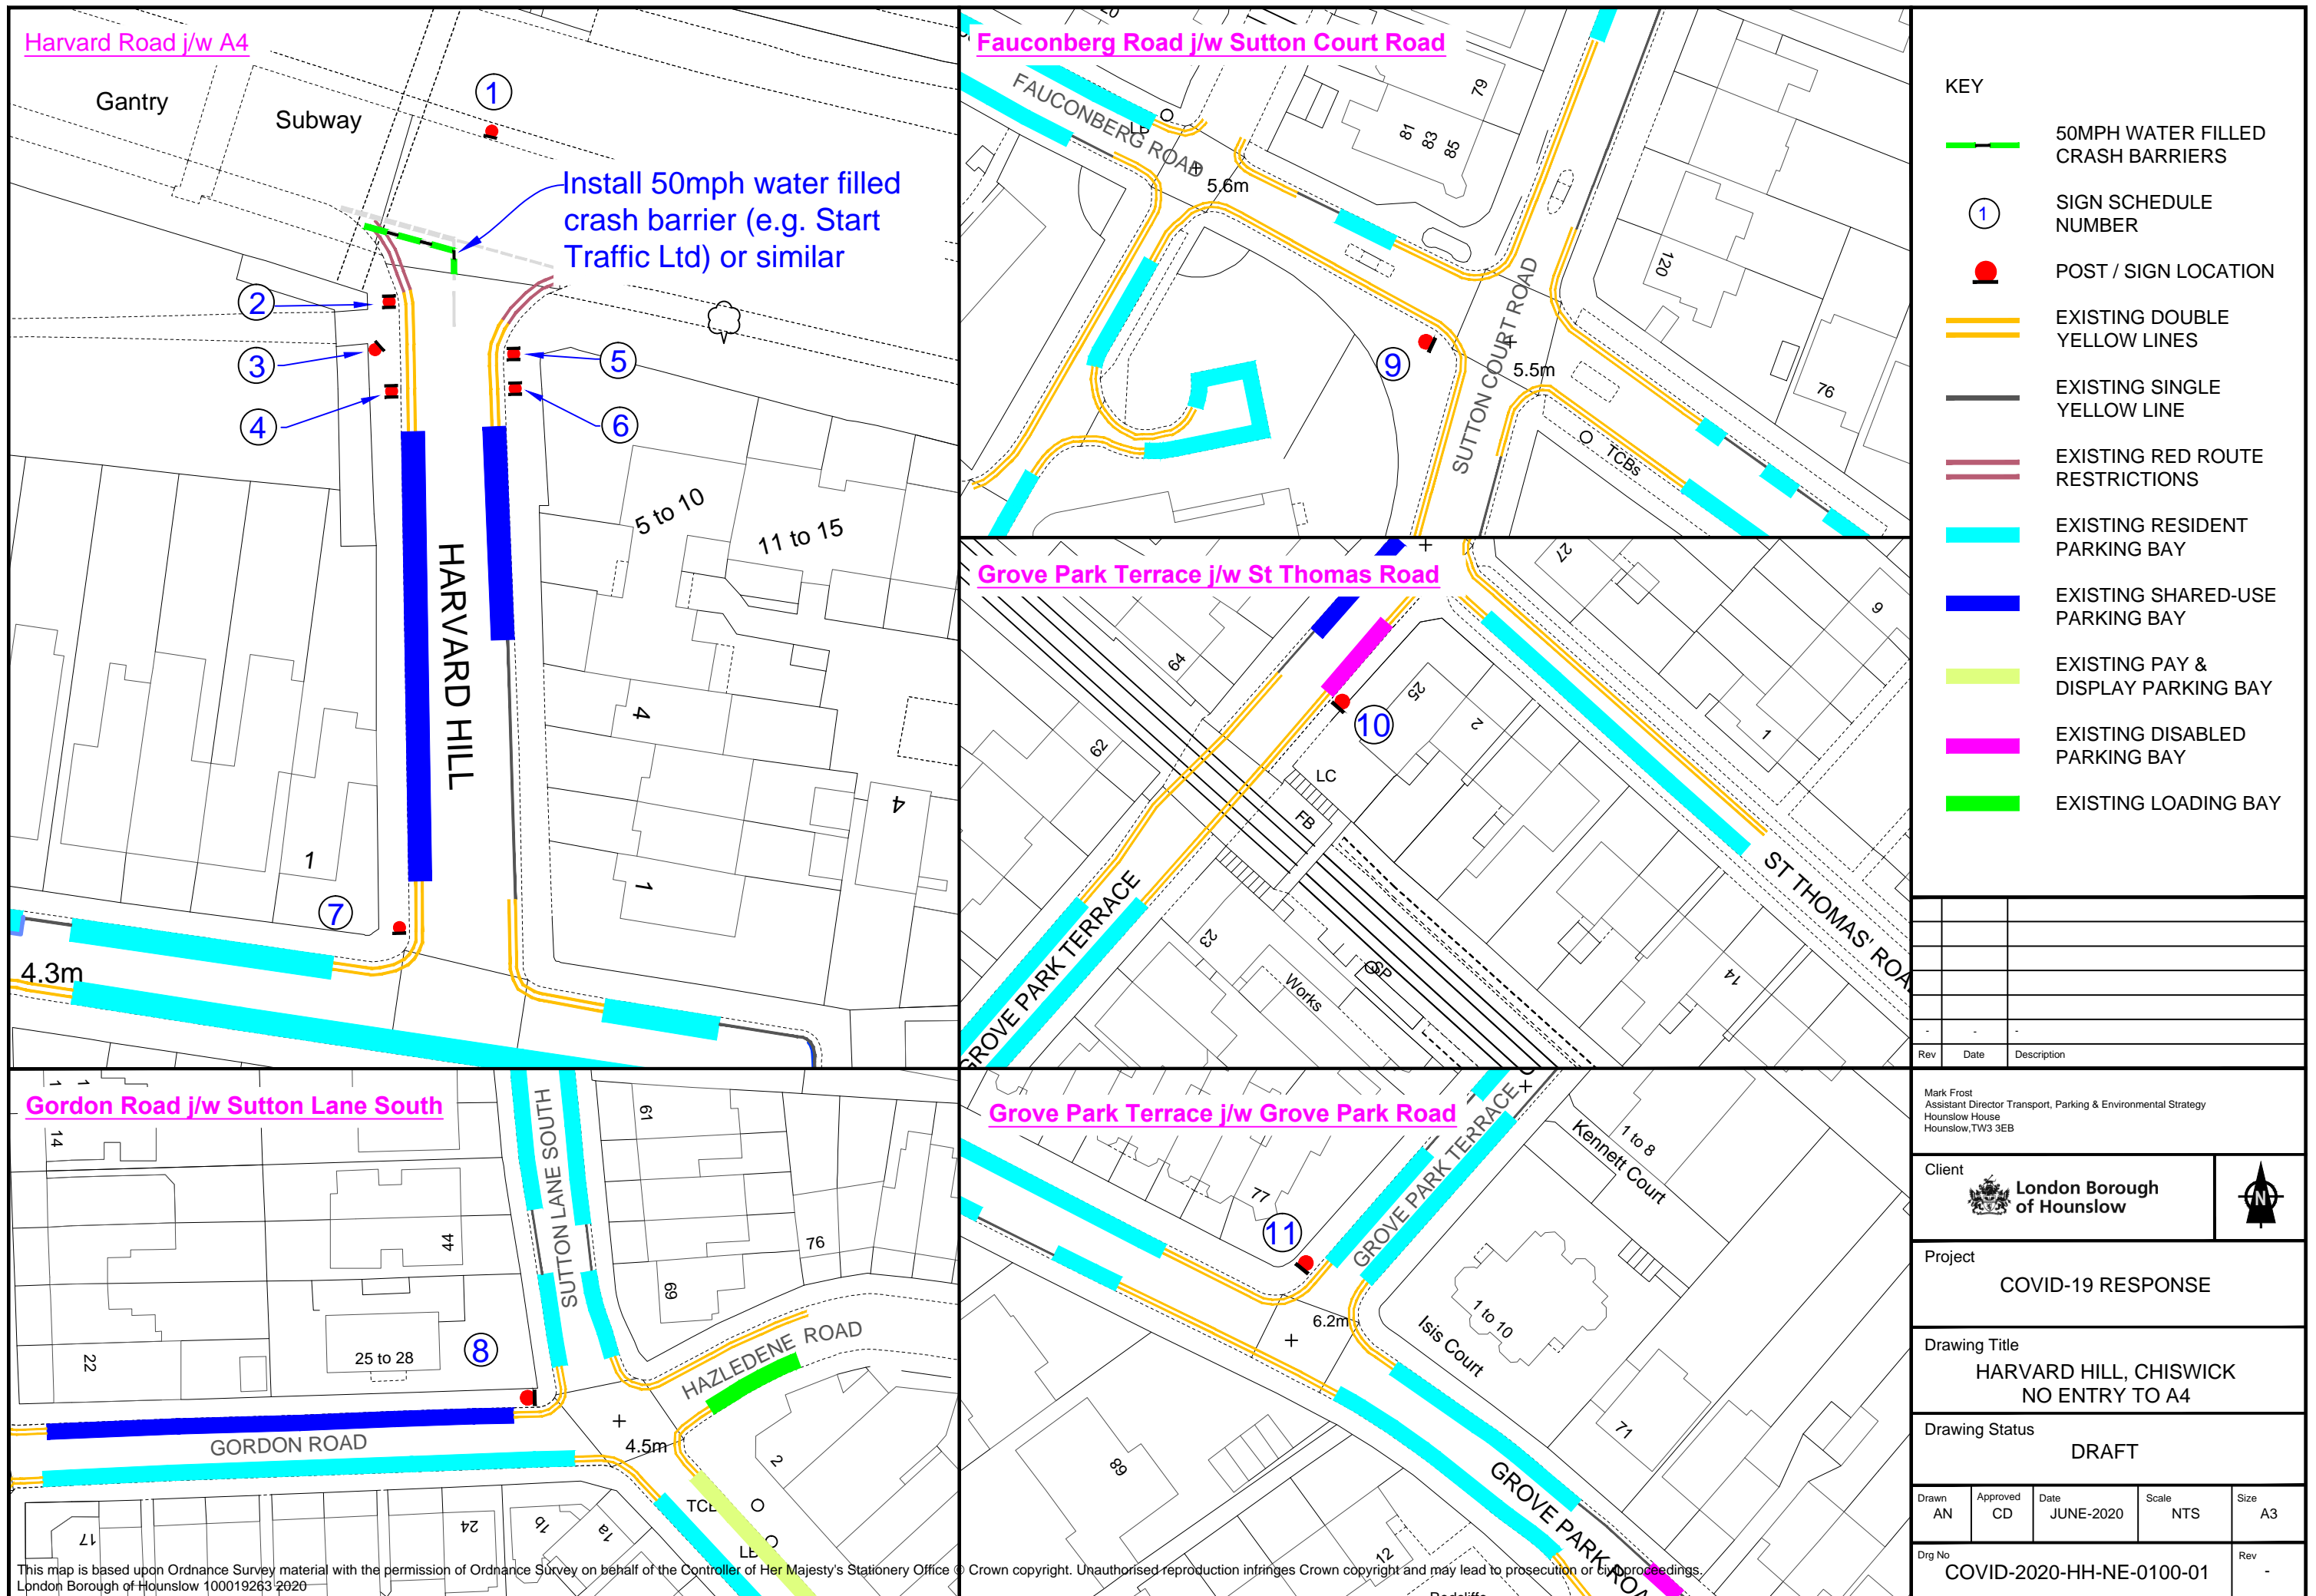 Harvard Road j/w A4
Gantry
Subway
1
Install 50mph water filled
crash barrier (e.g. Start
Traffic Ltd) or similar
2
3
4
5
6
5 to 10
11 to 15
HARVARD HILL
4
4
1
1
7
4.3m
Fauconberg Road j/w Sutton Court Road
20
FAUCONBERG ROAD
LB
5.6m
79
81
83
85
120
76
9
SUTTON COURT ROAD
5.5m
TCBs
Grove Park Terrace j/w St Thomas Road
27
9
64
25
2
10
1
62
LC
FB
23
SP
Works
14
GROVE PARK TERRACE
ST THOMAS' ROA
Gordon Road j/w Sutton Lane South
1
1
14
44
22
25 to 28
8
SUTTON LANE SOUTH
61
69
76
HAZLEDENE ROAD
GORDON ROAD
4.5m
2
TCB
LB
17
24
1b
1a
Grove Park Terrace j/w Grove Park Road
GROVE PARK TERRACE
Kennett Court
1 to 8
77
11
6.2m
Isis Court
1 to 10
71
89
12
GROVE PARK ROA
Radcliffe
This map is based upon Ordnance Survey material with the permission of Ordnance Survey on behalf of the Controller of Her Majesty's Stationery Office © Crown copyright. Unauthorised reproduction infringes Crown copyright and may lead to prosecution or civil proceedings.
London Borough of Hounslow 100019263 2020
KEY
50MPH WATER FILLED
CRASH BARRIERS
1
SIGN SCHEDULE
NUMBER
POST / SIGN LOCATION
EXISTING DOUBLE
YELLOW LINES
EXISTING SINGLE
YELLOW LINE
EXISTING RED ROUTE
RESTRICTIONS
EXISTING RESIDENT
PARKING BAY
EXISTING SHARED-USE
PARKING BAY
EXISTING PAY &
DISPLAY PARKING BAY
EXISTING DISABLED
PARKING BAY
EXISTING LOADING BAY
- - -
Rev Date Description
Mark Frost
Assistant Director Transport, Parking & Environmental Strategy
Hounslow House
Hounslow,TW3 3EB
Client
London Borough
of Hounslow
N
Project
COVID-19 RESPONSE
Drawing Title
HARVARD HILL, CHISWICK
NO ENTRY TO A4
Drawing Status
DRAFT
Drawn Approved Date Scale Size
AN CD JUNE-2020 NTS A3
Drg No Rev
COVID-2020-HH-NE-0100-01 -